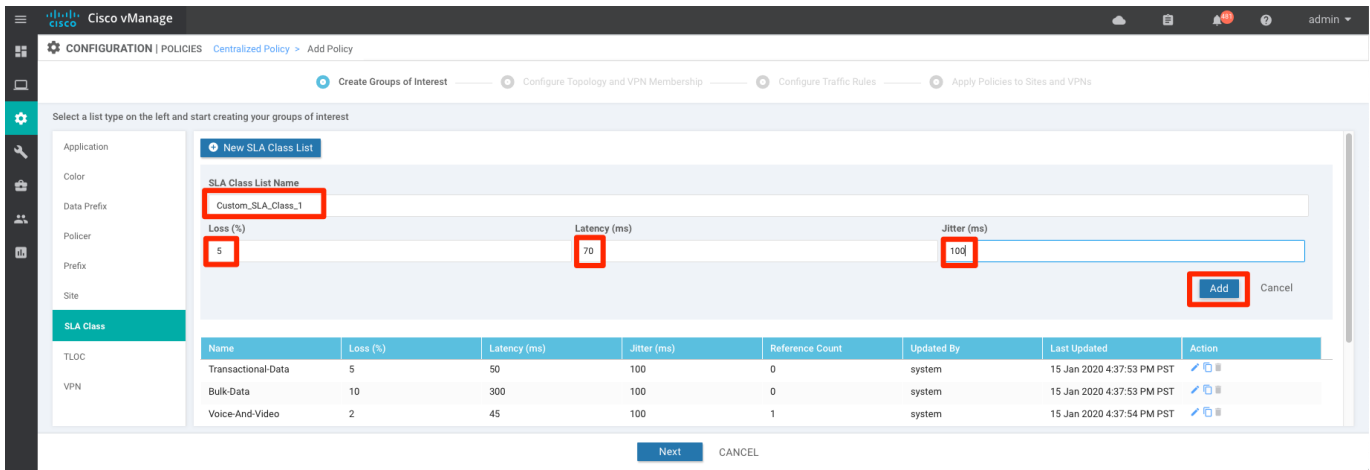 cisco Cisco vManage 461 admin
CONFIGURATION | POLICIES Centralized Policy > Add Policy
Create Groups of Interest Configure Topology and VPN Membership Configure Traffic Rules Apply Policies to Sites and VPNs
Select a list type on the left and start creating your groups of interest
Application
Color
Data Prefix
Policer
Prefix
Site
SLA Class
TLOC
VPN
New SLA Class List
SLA Class List Name
Custom_SLA_Class_1
Loss (%) Latency (ms) Jitter (ms)
5 70 100
Add Cancel
Name Loss (%) Latency (ms) Jitter (ms) Reference Count Updated By Last Updated Action
Transactional-Data 5 50 100 0 system 15 Jan 2020 4:37:53 PM PST
Bulk-Data 10 300 100 0 system 15 Jan 2020 4:37:53 PM PST
Voice-And-Video 2 45 100 1 system 15 Jan 2020 4:37:54 PM PST
Next CANCEL